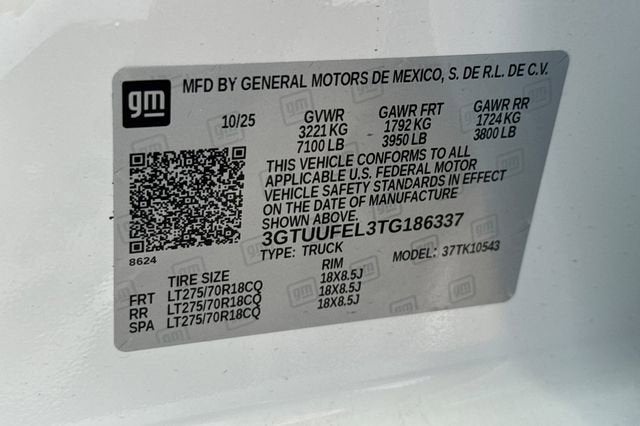 gm
MFD BY GENERAL MOTORS DE MEXICO, S. DE R.L. DE C.V.
10/25 GVWR GAWR FRT GAWR RR
3221 KG 1792 KG 1724 KG
7100 LB 3950 LB 3800 LB
THIS VEHICLE CONFORMS TO ALL
APPLICABLE U.S. FEDERAL MOTOR
VEHICLE SAFETY STANDARDS IN EFFECT
ON THE DATE OF MANUFACTURE
SHOWN ABOVE.
3GTUUFEL3TG186337
8624
TYPE: TRUCK MODEL: 37TK10543
TIRE SIZE RIM
FRT LT275/70R18CQ 18X8.5J
RR LT275/70R18CQ 18X8.5J
SPA LT275/70R18CQ 18X8.5J